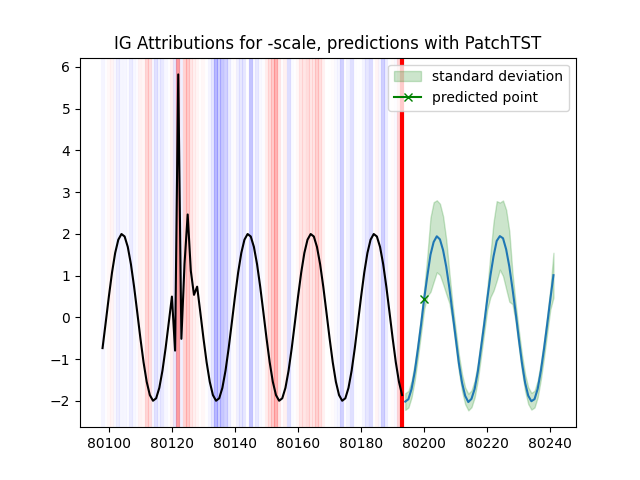 IG Attributions for -scale, predictions with PatchTST
6
5
4
3
2
1
0
−1
−2
standard deviation
predicted point
80100 80120 80140 80160 80180 80200 80220 80240